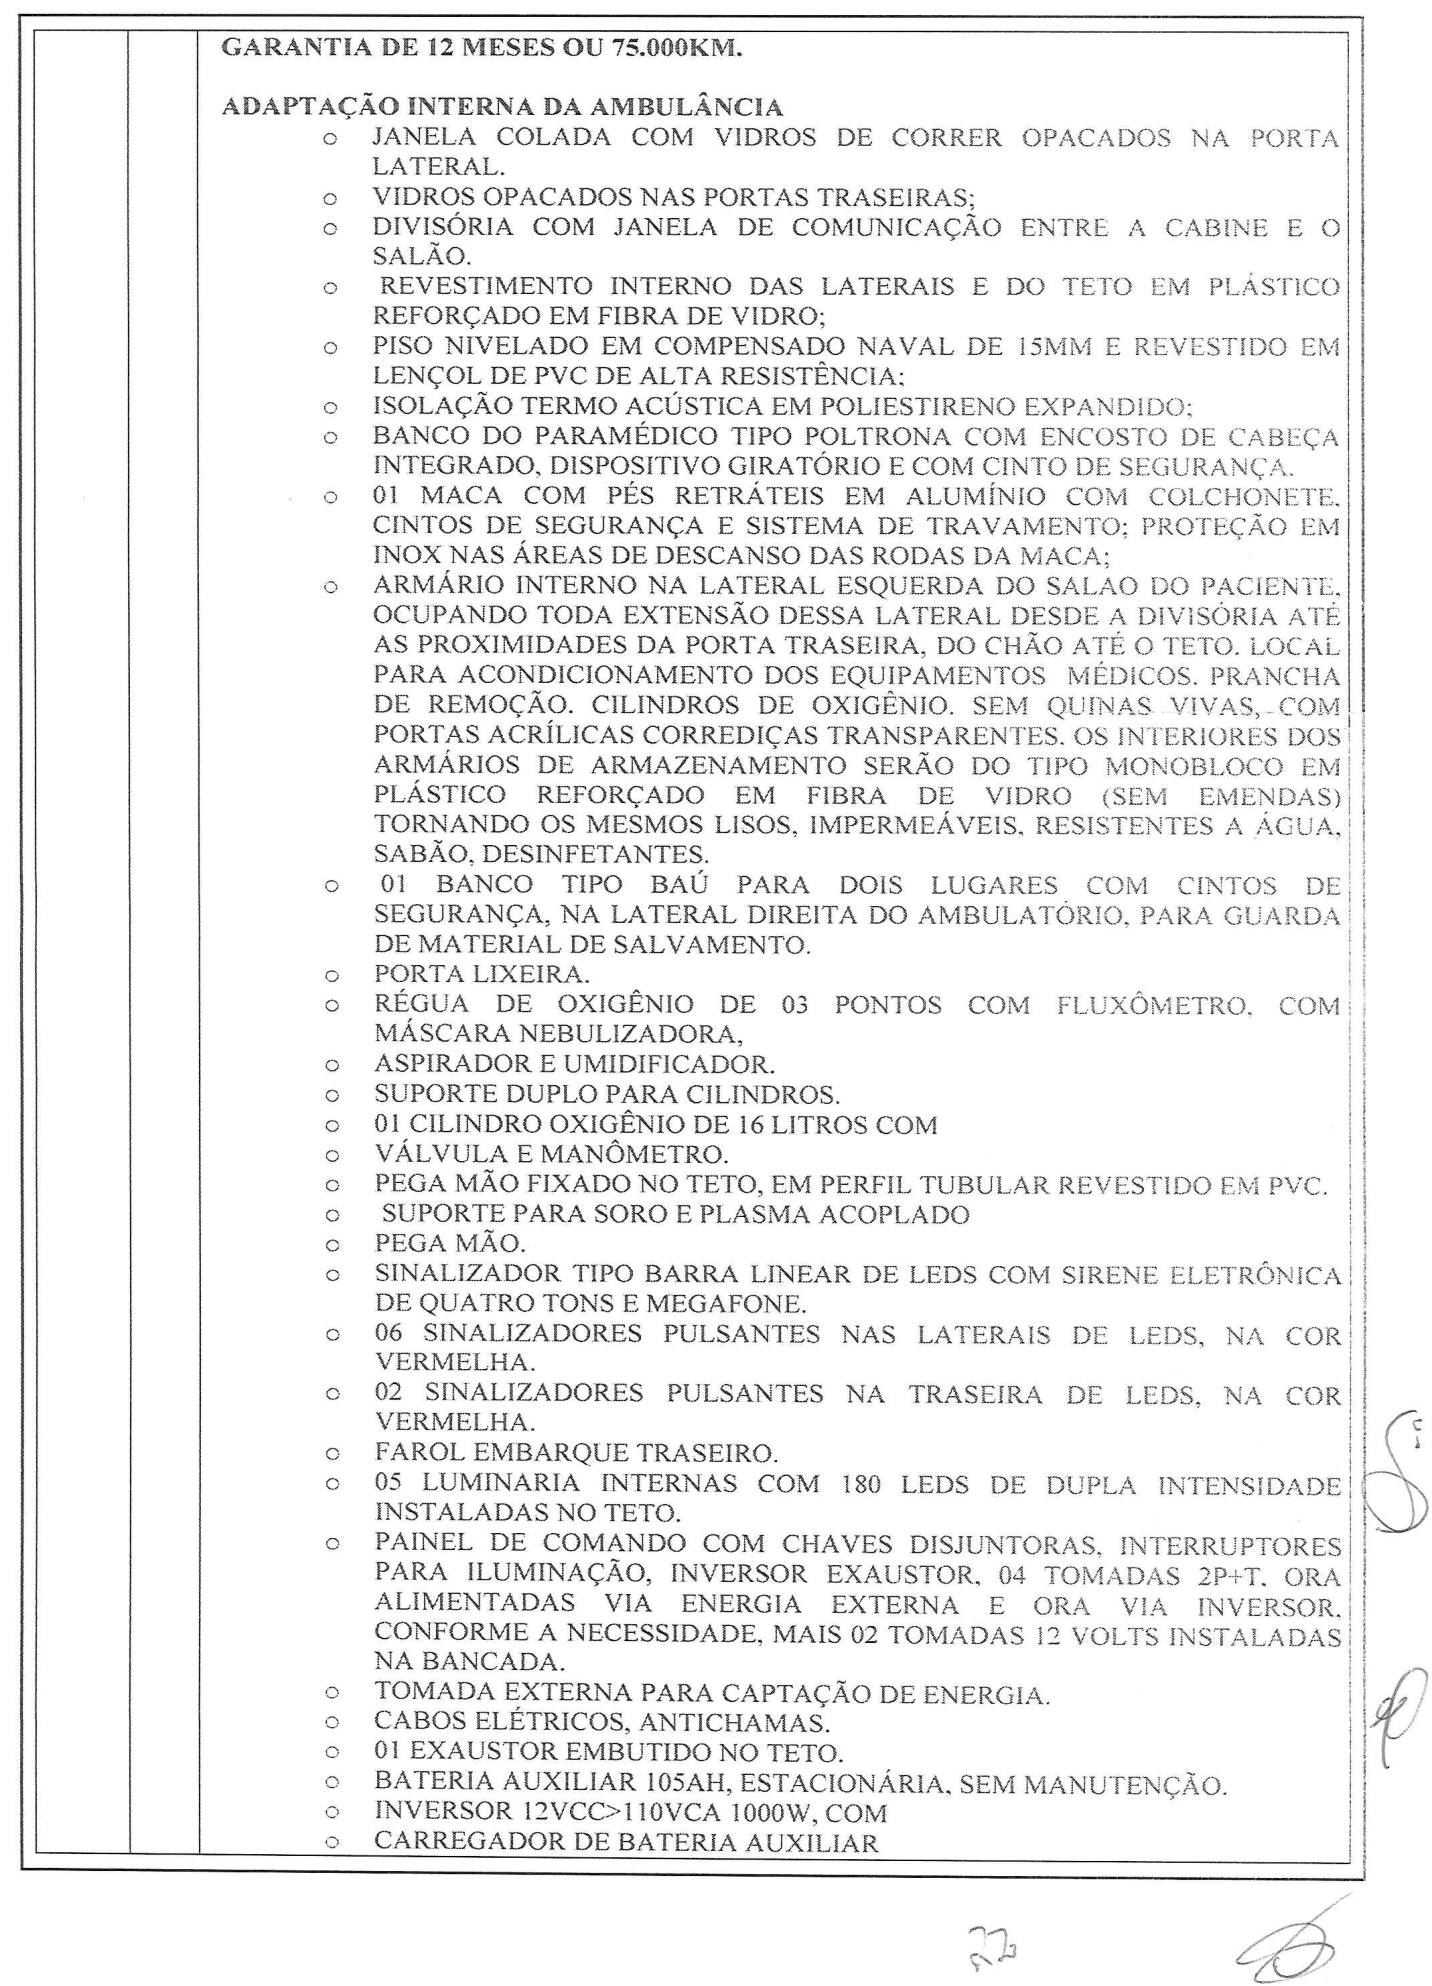 GARANTIA DE 12 MESES OU 75.000KM.
ADAPTAÇÃO INTERNA DA AMBULÂNCIA
o JANELA COLADA COM VIDROS DE CORRER OPACADOS NA PORTA
LATERAL.
o VIDROS OPACADOS NAS PORTAS TRASEIRAS;
o DIVISÓRIA COM JANELA DE COMUNICAÇÃO ENTRE A CABINE E O
SALÃO.
o REVESTIMENTO INTERNO DAS LATERAIS E DO TETO EM PLÁSTICO
REFORÇADO EM FIBRA DE VIDRO;
o PISO NIVELADO EM COMPENSADO NAVAL DE 15MM E REVESTIDO EM
LENÇOL DE PVC DE ALTA RESISTÊNCIA;
o ISOLAÇÃO TERMO ACÚSTICA EM POLIESTIRENO EXPANDIDO;
o BANCO DO PARAMÉDICO TIPO POLTRONA COM ENCOSTO DE CABEÇA
INTEGRADO, DISPOSITIVO GIRATÓRIO E COM CINTO DE SEGURANÇA.
o 01 MACA COM PÉS RETRÁTEIS EM ALUMÍNIO COM COLCHONETE,
CINTOS DE SEGURANÇA E SISTEMA DE TRAVAMENTO; PROTEÇÃO EM
INOX NAS ÁREAS DE DESCANSO DAS RODAS DA MACA;
o ARMÁRIO INTERNO NA LATERAL ESQUERDA DO SALAO DO PACIENTE,
OCUPANDO TODA EXTENSÃO DESSA LATERAL DESDE A DIVISÓRIA ATÉ
AS PROXIMIDADES DA PORTA TRASEIRA, DO CHÃO ATÉ O TETO. LOCAL
PARA ACONDICIONAMENTO DOS EQUIPAMENTOS MÉDICOS. PRANCHA
DE REMOÇÃO. CILINDROS DE OXIGÊNIO. SEM QUINAS VIVAS, COM
PORTAS ACRÍLICAS CORREDIÇAS TRANSPARENTES. OS INTERIORES DOS
ARMÁRIOS DE ARMAZENAMENTO SERÃO DO TIPO MONOBLOCO EM
PLÁSTICO REFORÇADO EM FIBRA DE VIDRO (SEM EMENDAS)
TORNANDO OS MESMOS LISOS, IMPERMEÁVEIS, RESISTENTES A ÁGUA,
SABÃO, DESINFETANTES.
o 01 BANCO TIPO BAÚ PARA DOIS LUGARES COM CINTOS DE
SEGURANÇA, NA LATERAL DIREITA DO AMBULATÓRIO, PARA GUARDA
DE MATERIAL DE SALVAMENTO.
o PORTA LIXEIRA.
o RÉGUA DE OXIGÊNIO DE 03 PONTOS COM FLUXÔMETRO, COM
MÁSCARA NEBULIZADORA,
o ASPIRADOR E UMIDIFICADOR.
o SUPORTE DUPLO PARA CILINDROS.
o 01 CILINDRO OXIGÊNIO DE 16 LITROS COM
o VÁLVULA E MANÔMETRO.
o PEGA MÃO FIXADO NO TETO, EM PERFIL TUBULAR REVESTIDO EM PVC.
o SUPORTE PARA SORO E PLASMA ACOPLADO
o PEGA MÃO.
o SINALIZADOR TIPO BARRA LINEAR DE LEDS COM SIRENE ELETRÔNICA
DE QUATRO TONS E MEGAFONE.
o 06 SINALIZADORES PULSANTES NAS LATERAIS DE LEDS, NA COR
VERMELHA.
o 02 SINALIZADORES PULSANTES NA TRASEIRA DE LEDS, NA COR
VERMELHA.
o FAROL EMBARQUE TRASEIRO.
o 05 LUMINARIA INTERNAS COM 180 LEDS DE DUPLA INTENSIDADE
INSTALADAS NO TETO.
o PAINEL DE COMANDO COM CHAVES DISJUNTORAS, INTERRUPTORES
PARA ILUMINAÇÃO, INVERSOR EXAUSTOR, 04 TOMADAS 2P+T, ORA
ALIMENTADAS VIA ENERGIA EXTERNA E ORA VIA INVERSOR,
CONFORME A NECESSIDADE, MAIS 02 TOMADAS 12 VOLTS INSTALADAS
NA BANCADA.
o TOMADA EXTERNA PARA CAPTAÇÃO DE ENERGIA.
o CABOS ELÉTRICOS, ANTICHAMAS.
o 01 EXAUSTOR EMBUTIDO NO TETO.
o BATERIA AUXILIAR 105AH, ESTACIONÁRIA, SEM MANUTENÇÃO.
o INVERSOR 12VCC>110VCA 1000W, COM
o CARREGADOR DE BATERIA AUXILIAR